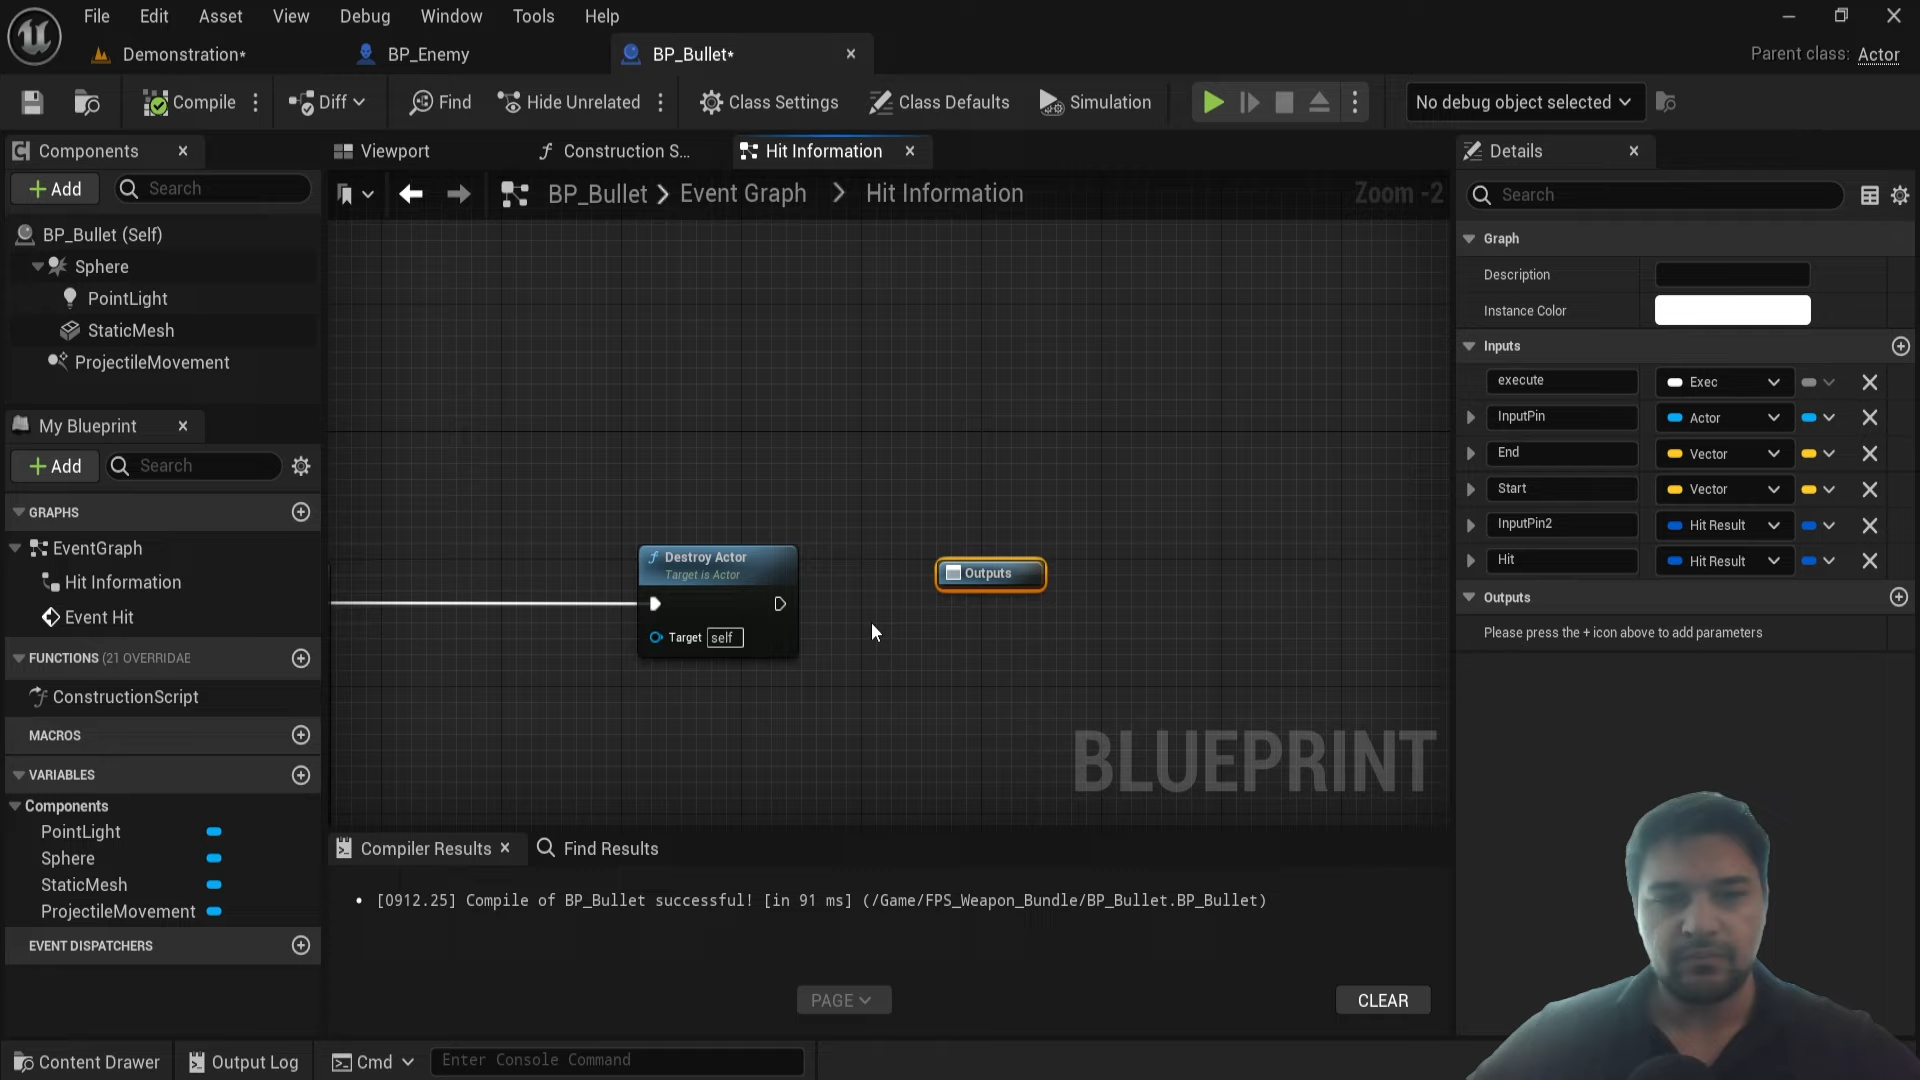 File Edit Asset View Debug Window Tools Help
Demonstration* BP_Enemy BP_Bullet* Parent class: Actor
Compile Diff Find Hide Unrelated Class Settings Class Defaults Simulation No debug object selected
Components Viewport Construction S... Hit Information Details
Add Search BP_Bullet Event Graph Hit Information Zoom -2 Search
BP_Bullet (Self)
Sphere
PointLight
StaticMesh
ProjectileMovement
My Blueprint
Add Search
GRAPHS
EventGraph
Hit Information
Event Hit
FUNCTIONS (21 OVERRIDAE
ConstructionScript
MACROS
VARIABLES
Components
PointLight
Sphere
StaticMesh
ProjectileMovement
EVENT DISPATCHERS
Destroy Actor
Target is Actor
Target self
Outputs
BLUEPRINT
Graph
Description
Instance Color
Inputs
execute Exec
InputPin Actor
End Vector
Start Vector
InputPin2 Hit Result
Hit Hit Result
Outputs
Please press the + icon above to add parameters
Compiler Results Find Results
[0912.25] Compile of BP_Bullet successful! [in 91 ms] (/Game/FPS_Weapon_Bundle/BP_Bullet.BP_Bullet)
PAGE CLEAR
Content Drawer Output Log Cmd Enter Console Command